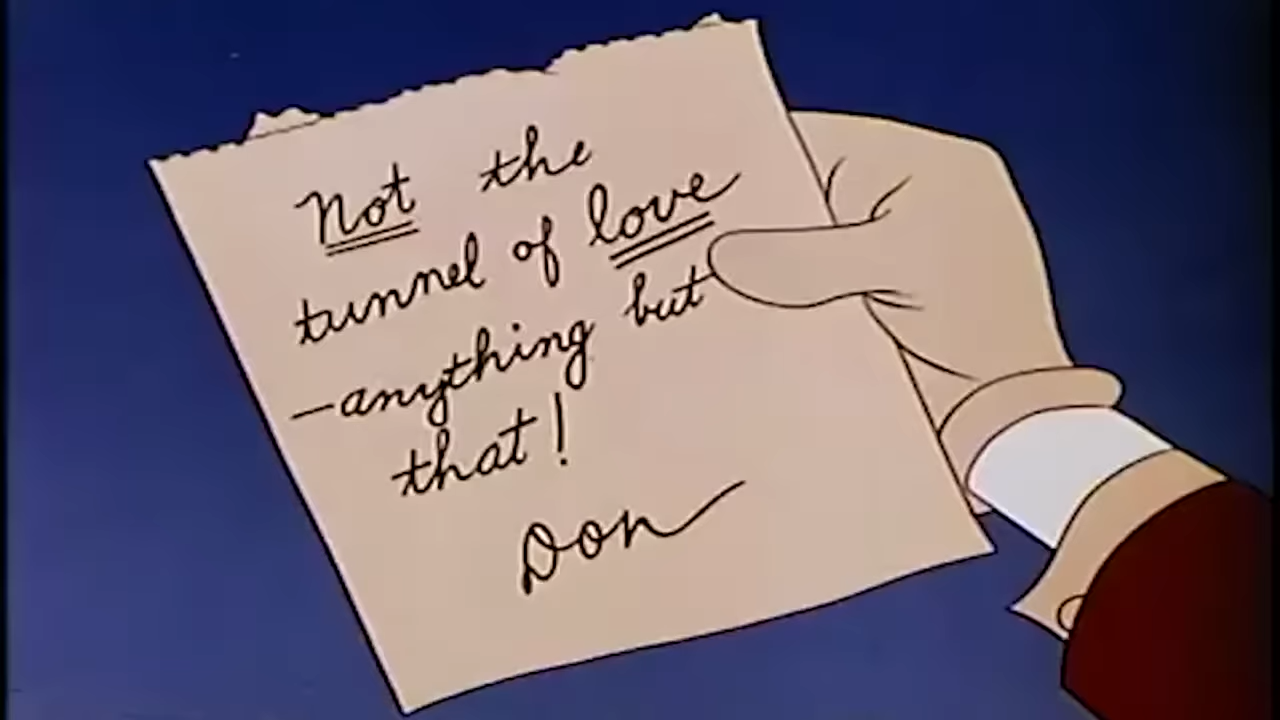 Not the
tunnel of love
—anything but
that!
Don